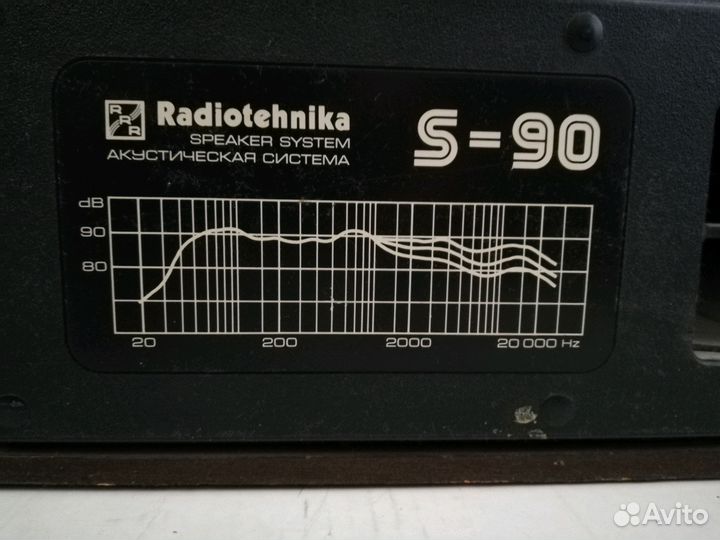 RRR Radiotehnika
SPEAKER SYSTEM
АКУСТИЧЕСКАЯ СИСТЕМА
S-90
dB
90
80
20 200 2000 20 000 Hz
Avito